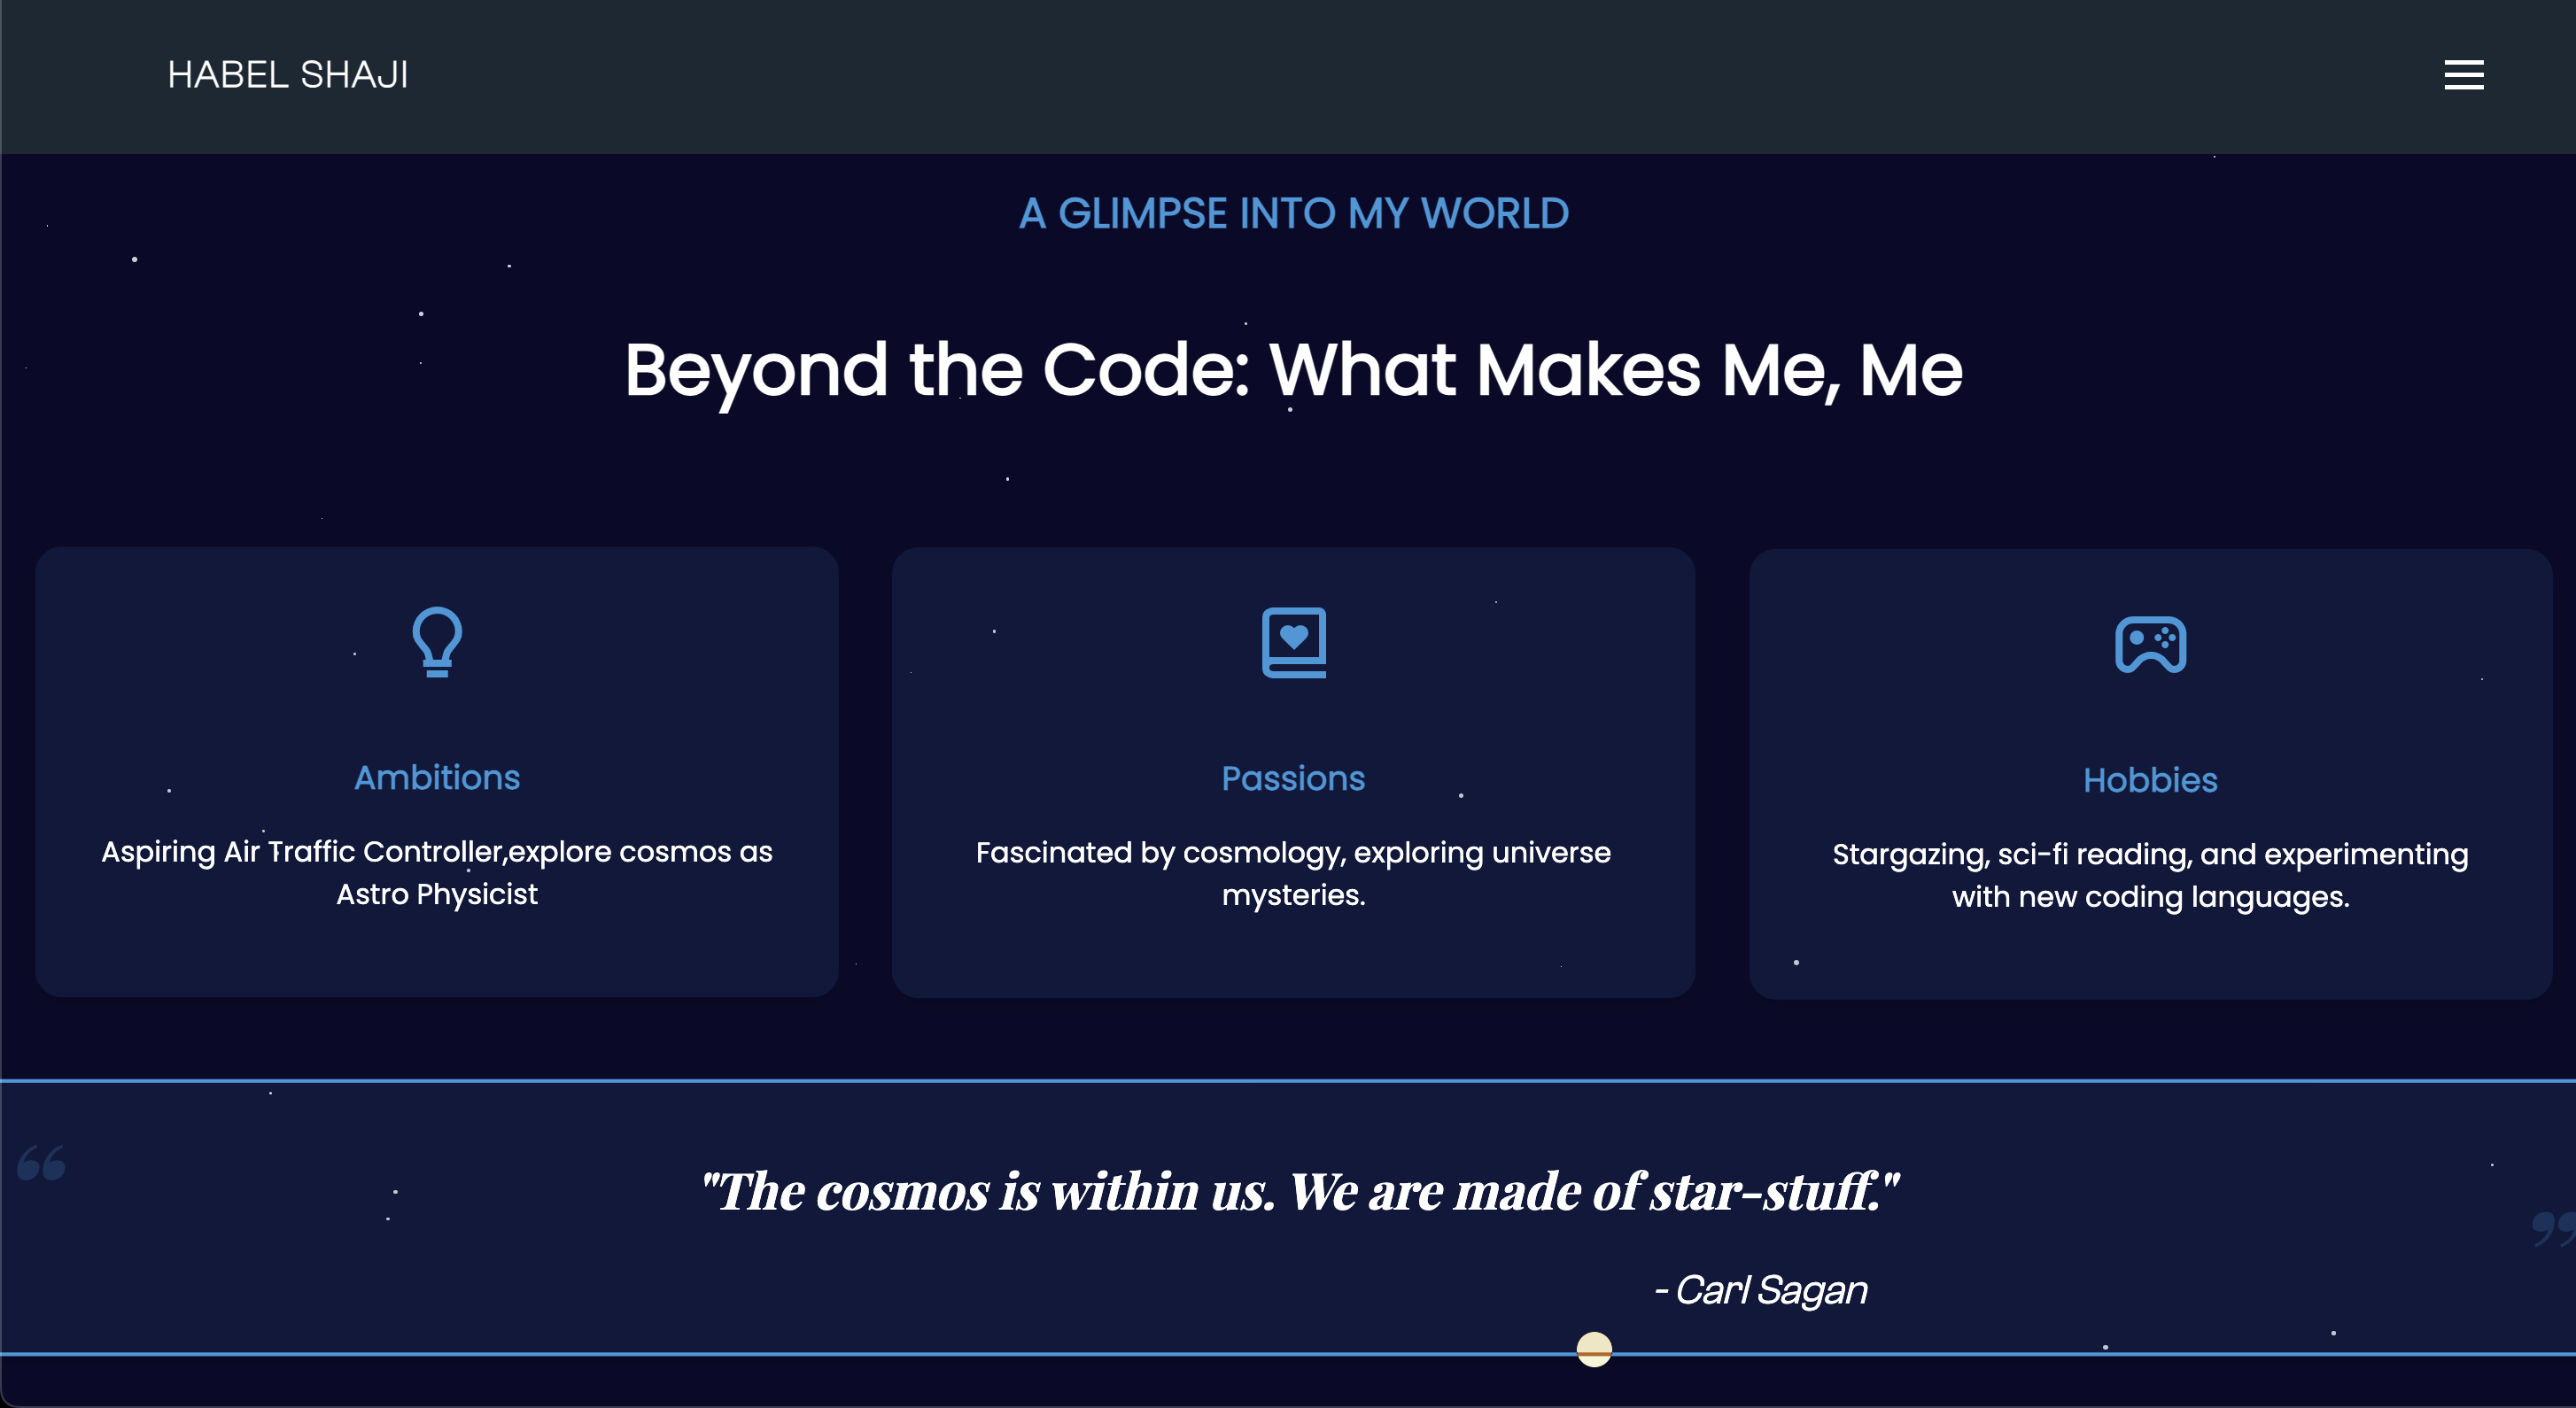 HABEL SHAJI
A GLIMPSE INTO MY WORLD
Beyond the Code: What Makes Me, Me
Ambitions
Aspiring Air Traffic Controller,explore cosmos as
Astro Physicist
Passions
Fascinated by cosmology, exploring universe
mysteries.
Hobbies
Stargazing, sci-fi reading, and experimenting
with new coding languages.
“
"The cosmos is within us. We are made of star-stuff."
”
- Carl Sagan